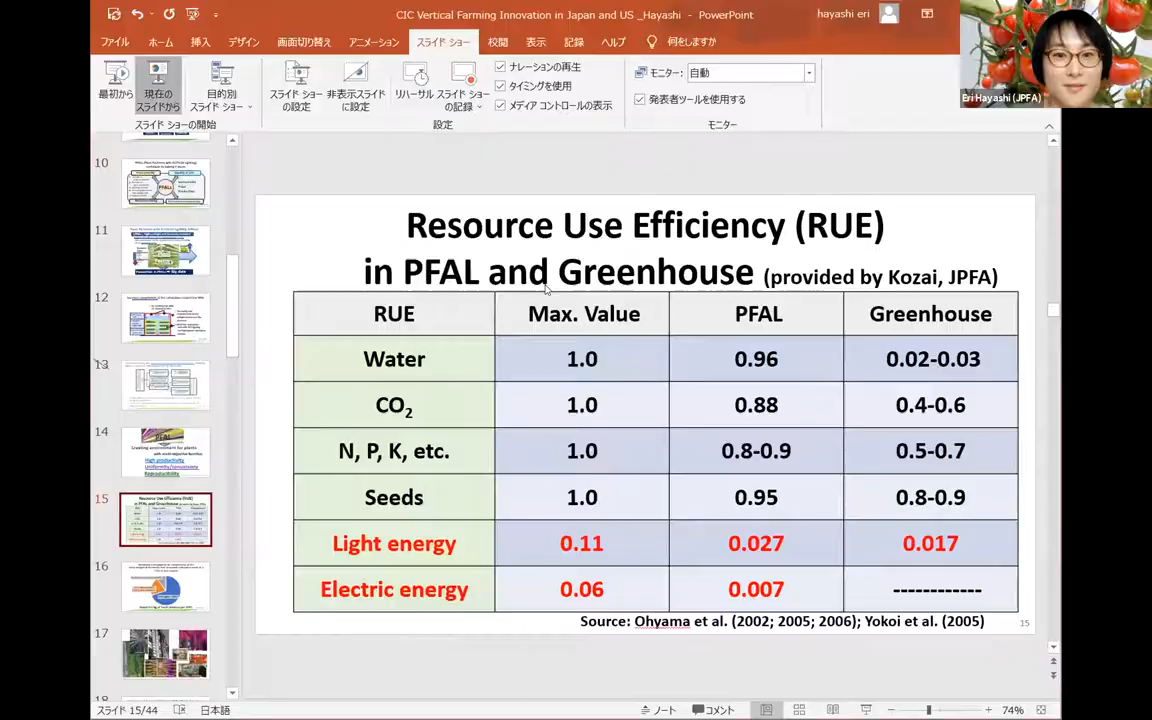 CIC Vertical Farming Innovation in Japan and US _Hayashi - PowerPoint
hayashi eri
ファイル ホーム 挿入 デザイン 画面切り替え アニメーション スライド ショー 校閲 表示 記録 ヘルプ 何をしますか
最初から
現在の
スライドから
目的別
スライド ショー
スライド ショーの開始
スライド ショー
の設定
非表示スライド
に設定
リハーサル
スライド ショー
の記録
ナレーションの再生
タイミングを使用
メディア コントロールの表示
設定
モニター: 自動
発表者ツールを使用する
モニター
Eri Hayashi (JPFA)
10
11
12
13
14
15
16
17
18
Resource Use Efficiency (RUE)
in PFAL and Greenhouse (provided by Kozai, JPFA)
RUE Max. Value PFAL Greenhouse
Water 1.0 0.96 0.02-0.03
CO2 1.0 0.88 0.4-0.6
N, P, K, etc. 1.0 0.8-0.9 0.5-0.7
Seeds 1.0 0.95 0.8-0.9
Light energy 0.11 0.027 0.017
Electric energy 0.06 0.007 ------------
Source: Ohyama et al. (2002; 2005; 2006); Yokoi et al. (2005)
15
スライド 15/44 日本語 ノート コメント 74%